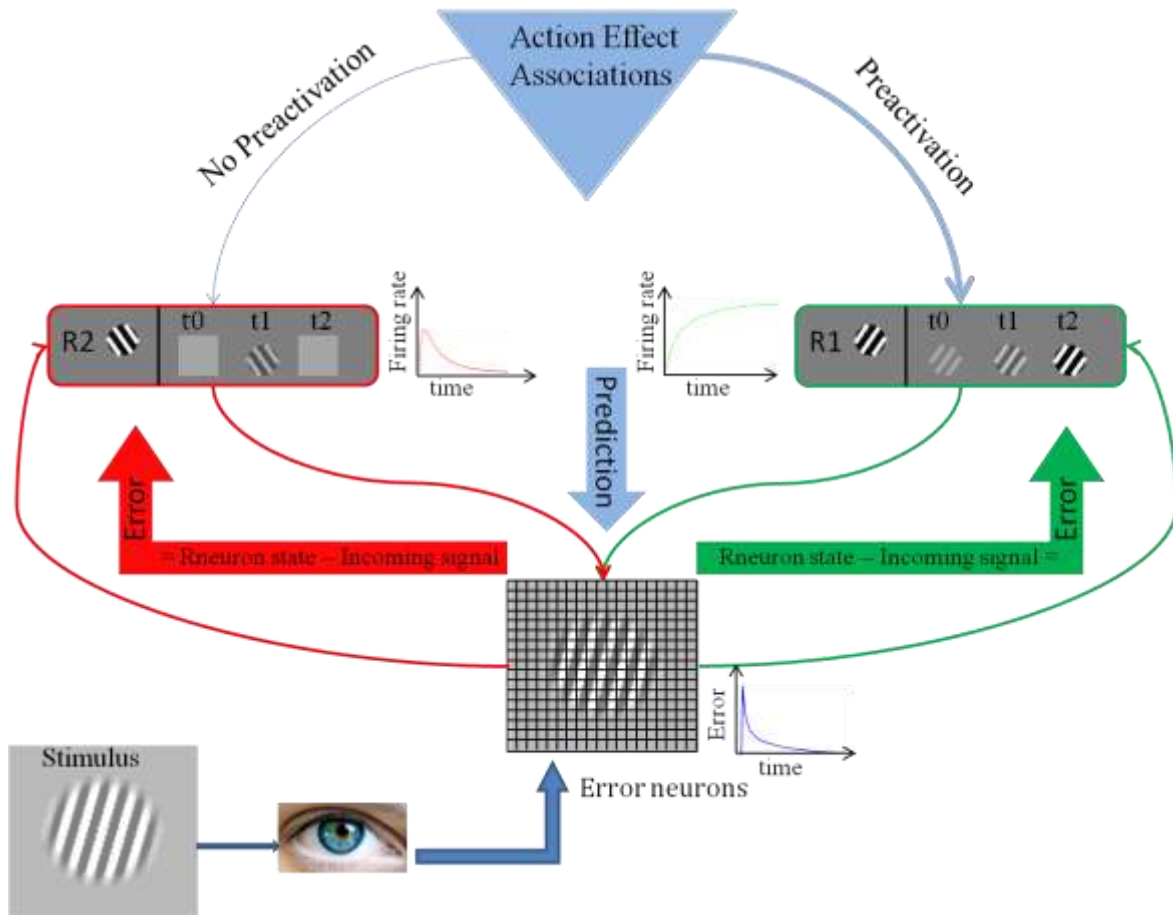 Action Effect
Associations
No Preactivation
Preactivation
R2
t0
t1
t2
Firing rate
time
Firing rate
time
R1
t0
t1
t2
Prediction
Error
= Rneuron state – Incoming signal
Rneuron state – Incoming signal =
Error
Error
time
Stimulus
Error neurons